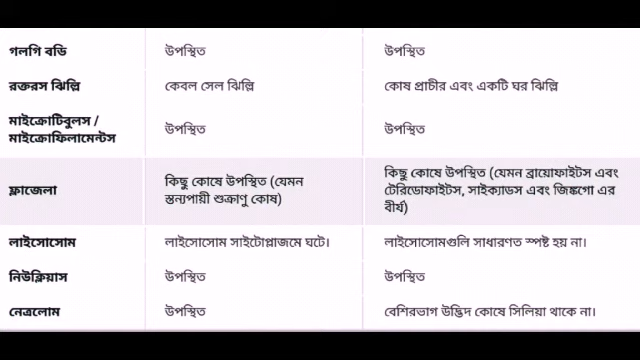 গলগি বডি উপস্থিত উপস্থিত
রক্তরস ঝিল্লি কেবল সেল ঝিল্লি কোষ প্রাচীর এবং একটি ঘর ঝিল্লি
মাইক্রোটিবুলস /
মাইক্রোফিলামেন্টস
উপস্থিত উপস্থিত
ফ্লাজেলা
কিছু কোষে উপস্থিত (যেমন
স্তন্যপায়ী শুক্রাণু কোষ)
কিছু কোষে উপস্থিত (যেমন ব্রায়োফাইটস এবং
টেরিডোফাইটস, সাইক্যাডস এবং জিঙ্কগো এর
বীর্য)
লাইসোসোম লাইসোসোম সাইটোপ্লাজমে ঘটে। লাইসোসোমগুলি সাধারণত স্পষ্ট হয় না।
নিউক্লিয়াস উপস্থিত উপস্থিত
নেত্রলোম উপস্থিত বেশিরভাগ উদ্ভিদ কোষে সিলিয়া থাকে না।